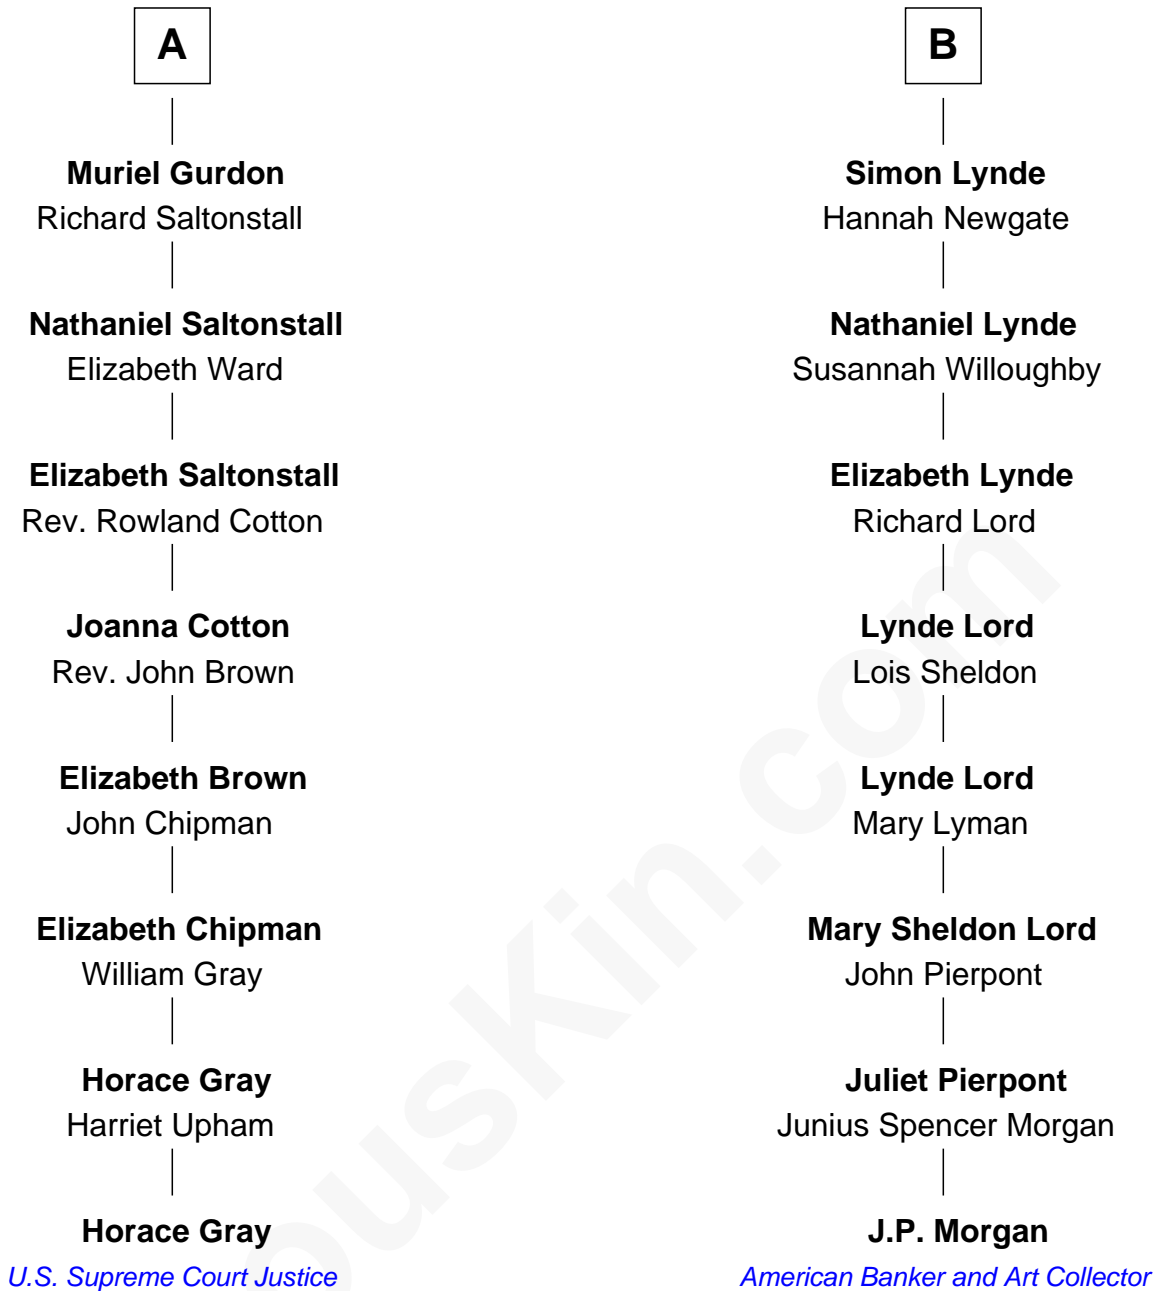 A
Muriel Gurdon
Richard Saltonstall
Nathaniel Saltonstall
Elizabeth Ward
Elizabeth Saltonstall
Rev. Rowland Cotton
Joanna Cotton
Rev. John Brown
Elizabeth Brown
John Chipman
Elizabeth Chipman
William Gray
Horace Gray
Harriet Upham
Horace Gray
U.S. Supreme Court Justice
B
Simon Lynde
Hannah Newgate
Nathaniel Lynde
Susannah Willoughby
Elizabeth Lynde
Richard Lord
Lynde Lord
Lois Sheldon
Lynde Lord
Mary Lyman
Mary Sheldon Lord
John Pierpont
Juliet Pierpont
Junius Spencer Morgan
J.P. Morgan
American Banker and Art Collector
ousKin.com